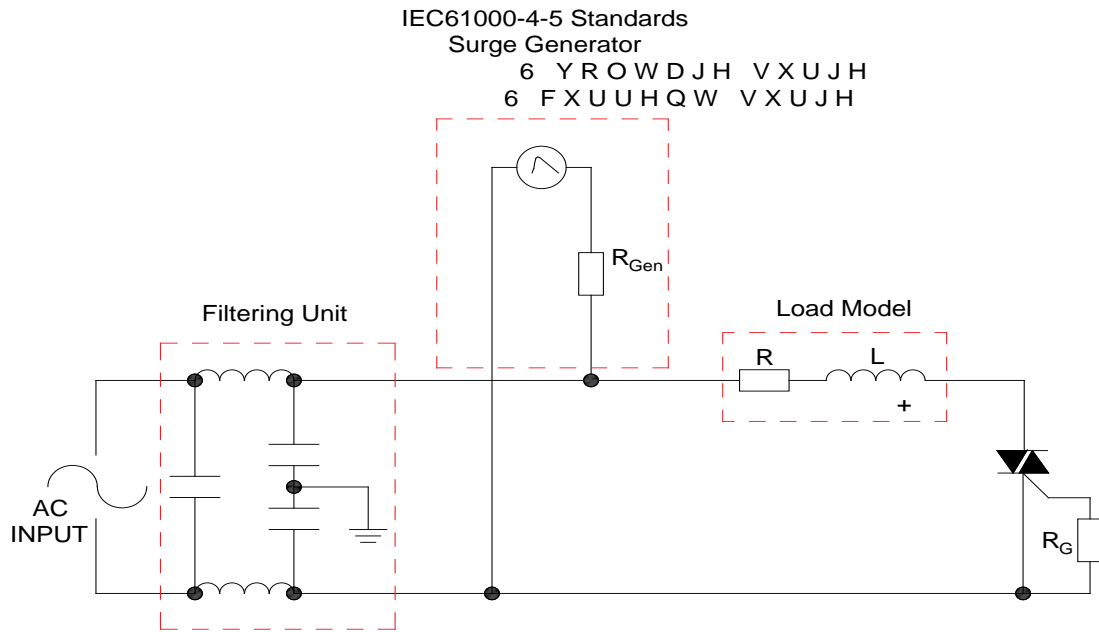 IEC61000-4-5 Standards
Surge Generator
6 YROWDJH VXUJH
6 FXUUHQW VXUJH
RGen
Filtering Unit
Load Model
R
L
+
AC
INPUT
RG